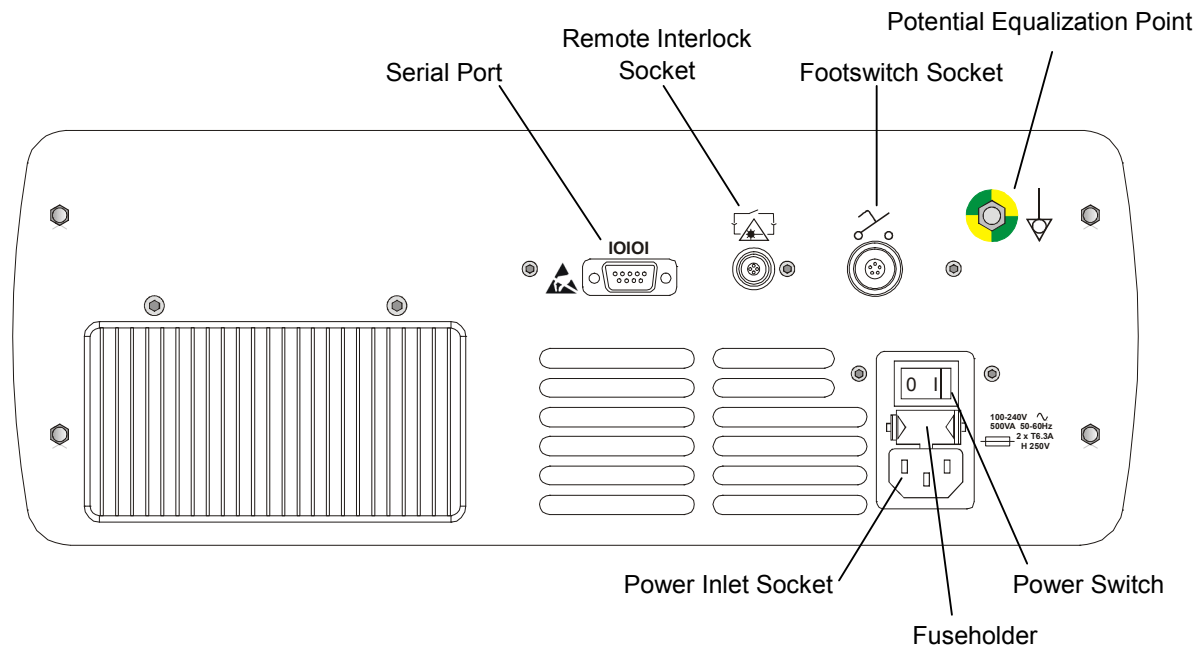 Potential Equalization Point
Remote Interlock
Socket
Serial Port
Footswitch Socket
IOIOI
0 I
100-240V
500VA 50-60Hz
2 x T6.3A
H 250V
Power Inlet Socket
Power Switch
Fuseholder